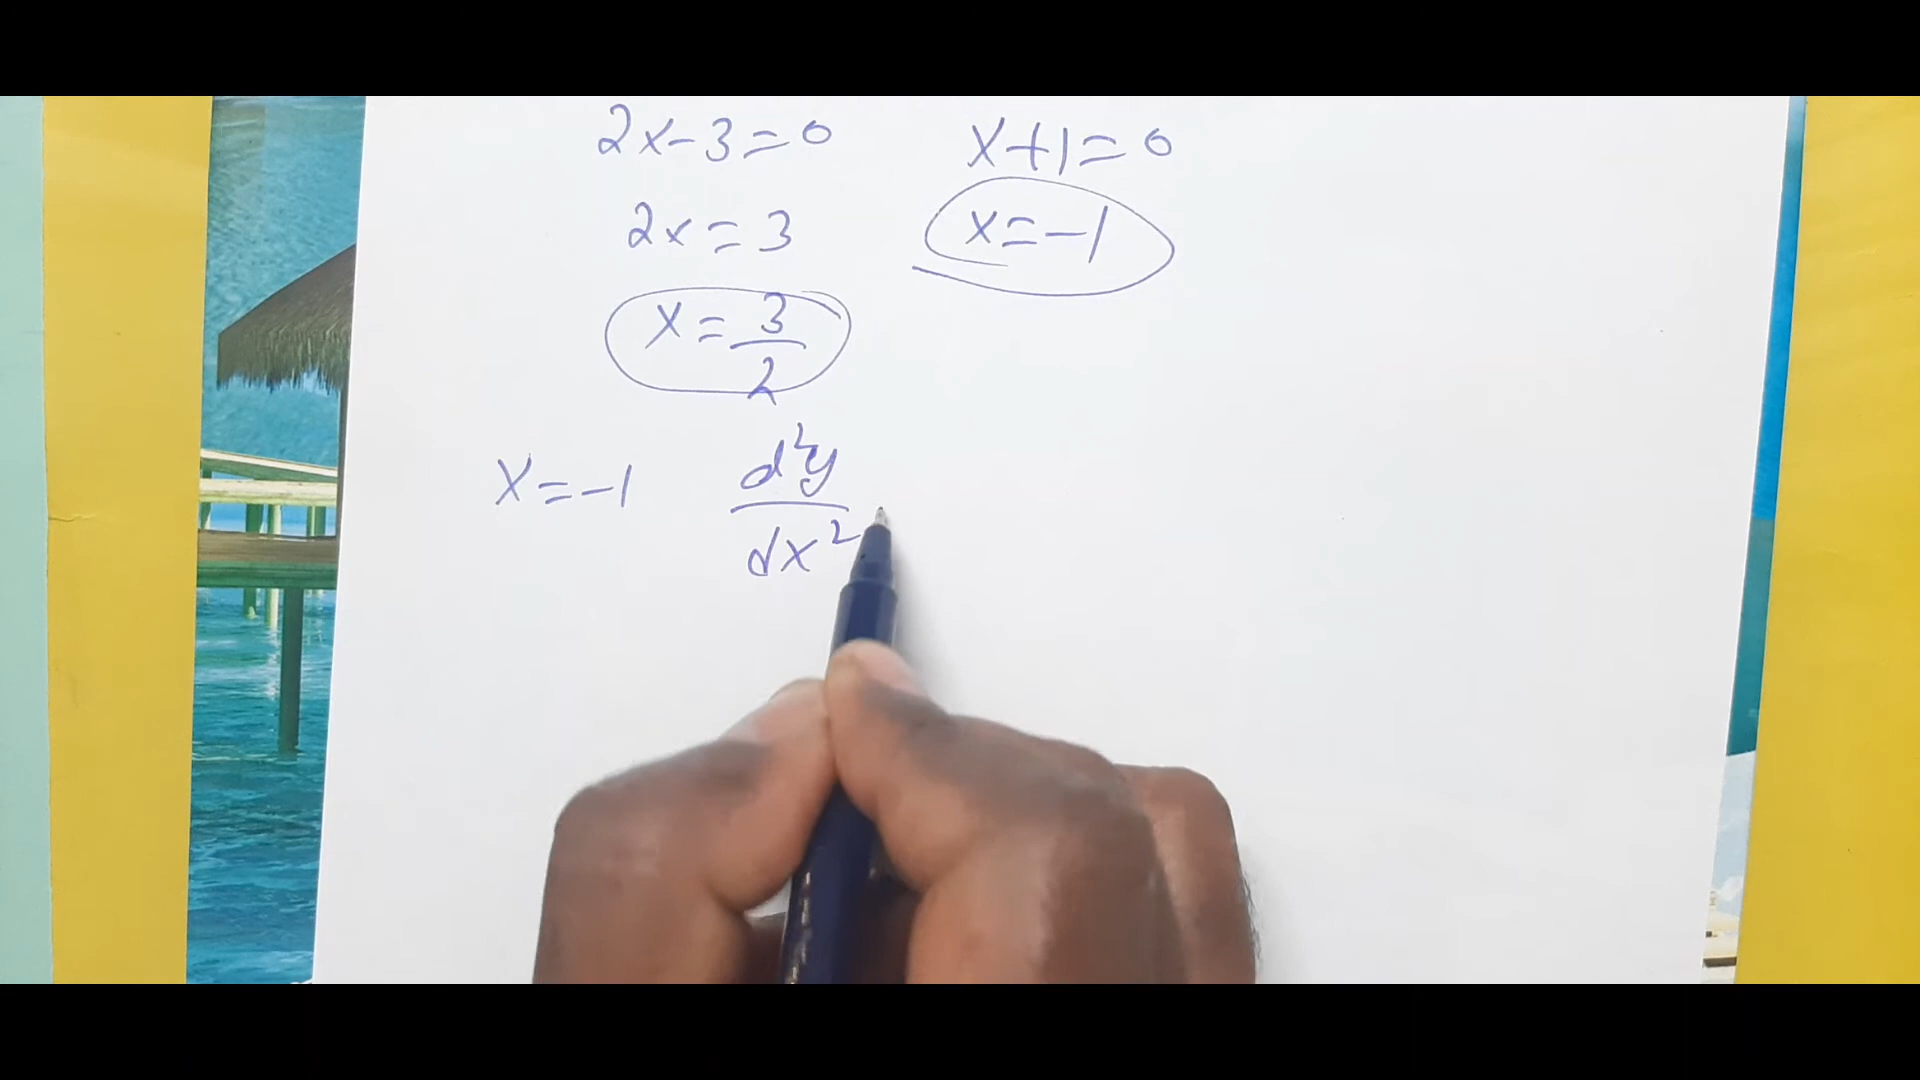 2x-3=0 x+1=0
2x=3 x=-1
x=3/2
x=-1 d²y/dx²